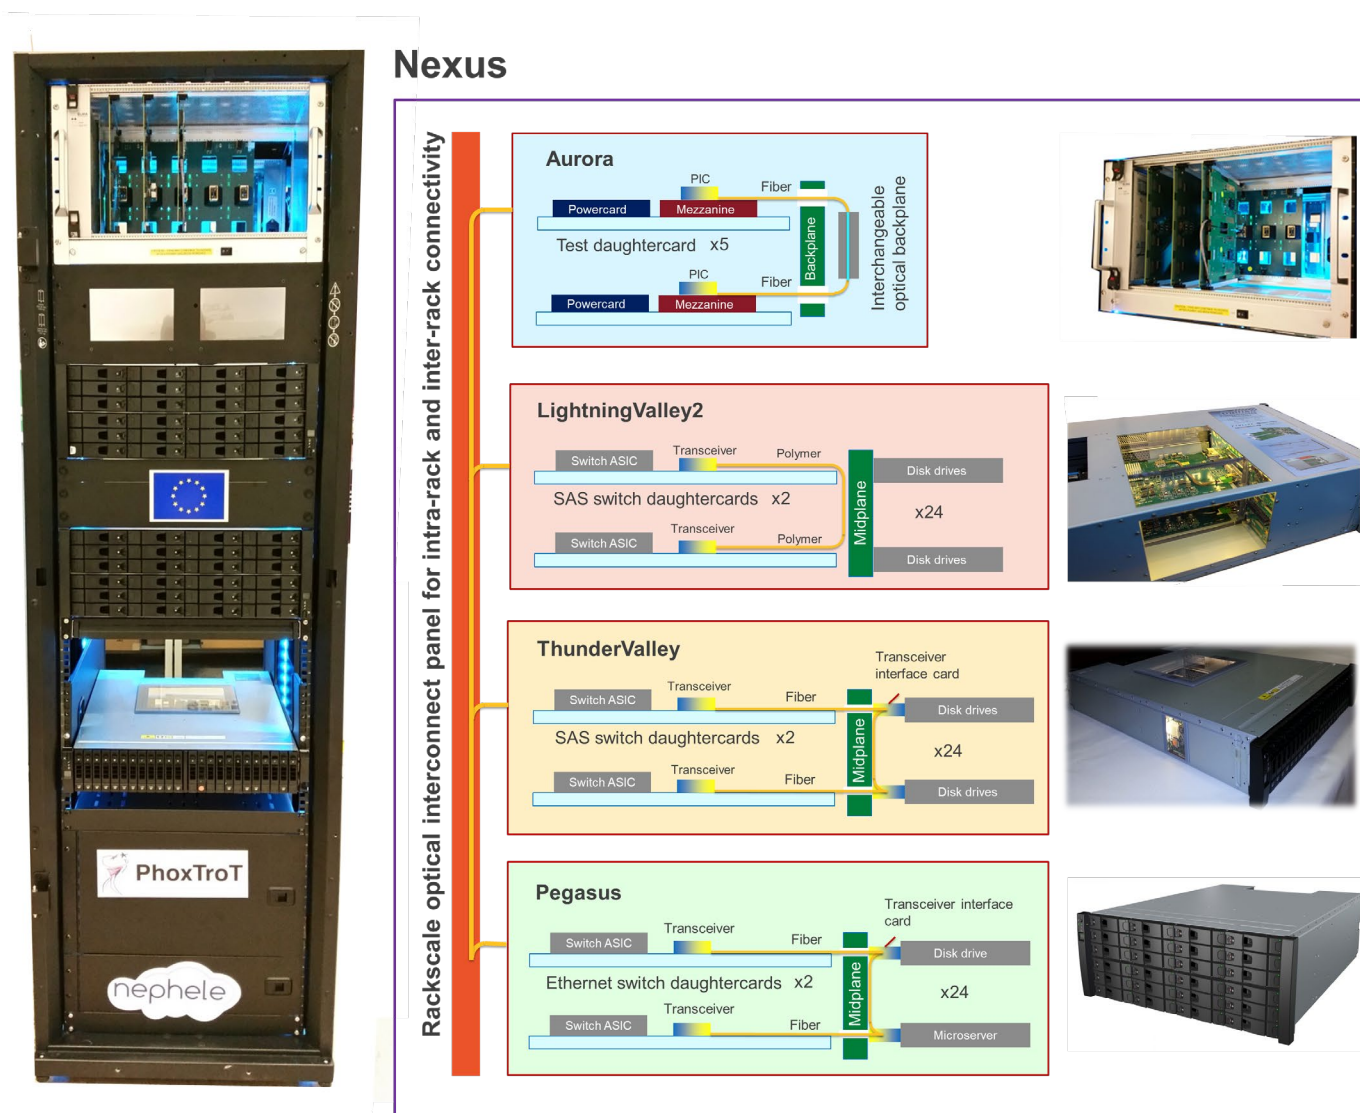 Nexus
Rackscale optical interconnect panel for intra-rack and inter-rack connectivity
Aurora
PIC
Fiber
Powercard
Mezzanine
Test daughtercard x5
Backplane
Interchangeable
optical backplane
PIC
Fiber
Powercard
Mezzanine
LightningValley2
Transceiver
Polymer
Switch ASIC
Disk drives
SAS switch daughtercards x2
Midplane
x24
Transceiver
Polymer
Switch ASIC
Disk drives
ThunderValley
Transceiver
interface card
Transceiver
Fiber
Switch ASIC
Disk drives
SAS switch daughtercards x2
Midplane
x24
Transceiver
Fiber
Switch ASIC
Disk drives
Pegasus
Transceiver interface
card
Transceiver
Fiber
Switch ASIC
Disk drive
Ethernet switch daughtercards x2
Midplane
x24
Transceiver
Fiber
Switch ASIC
Microserver
PhoxTroT
nephele